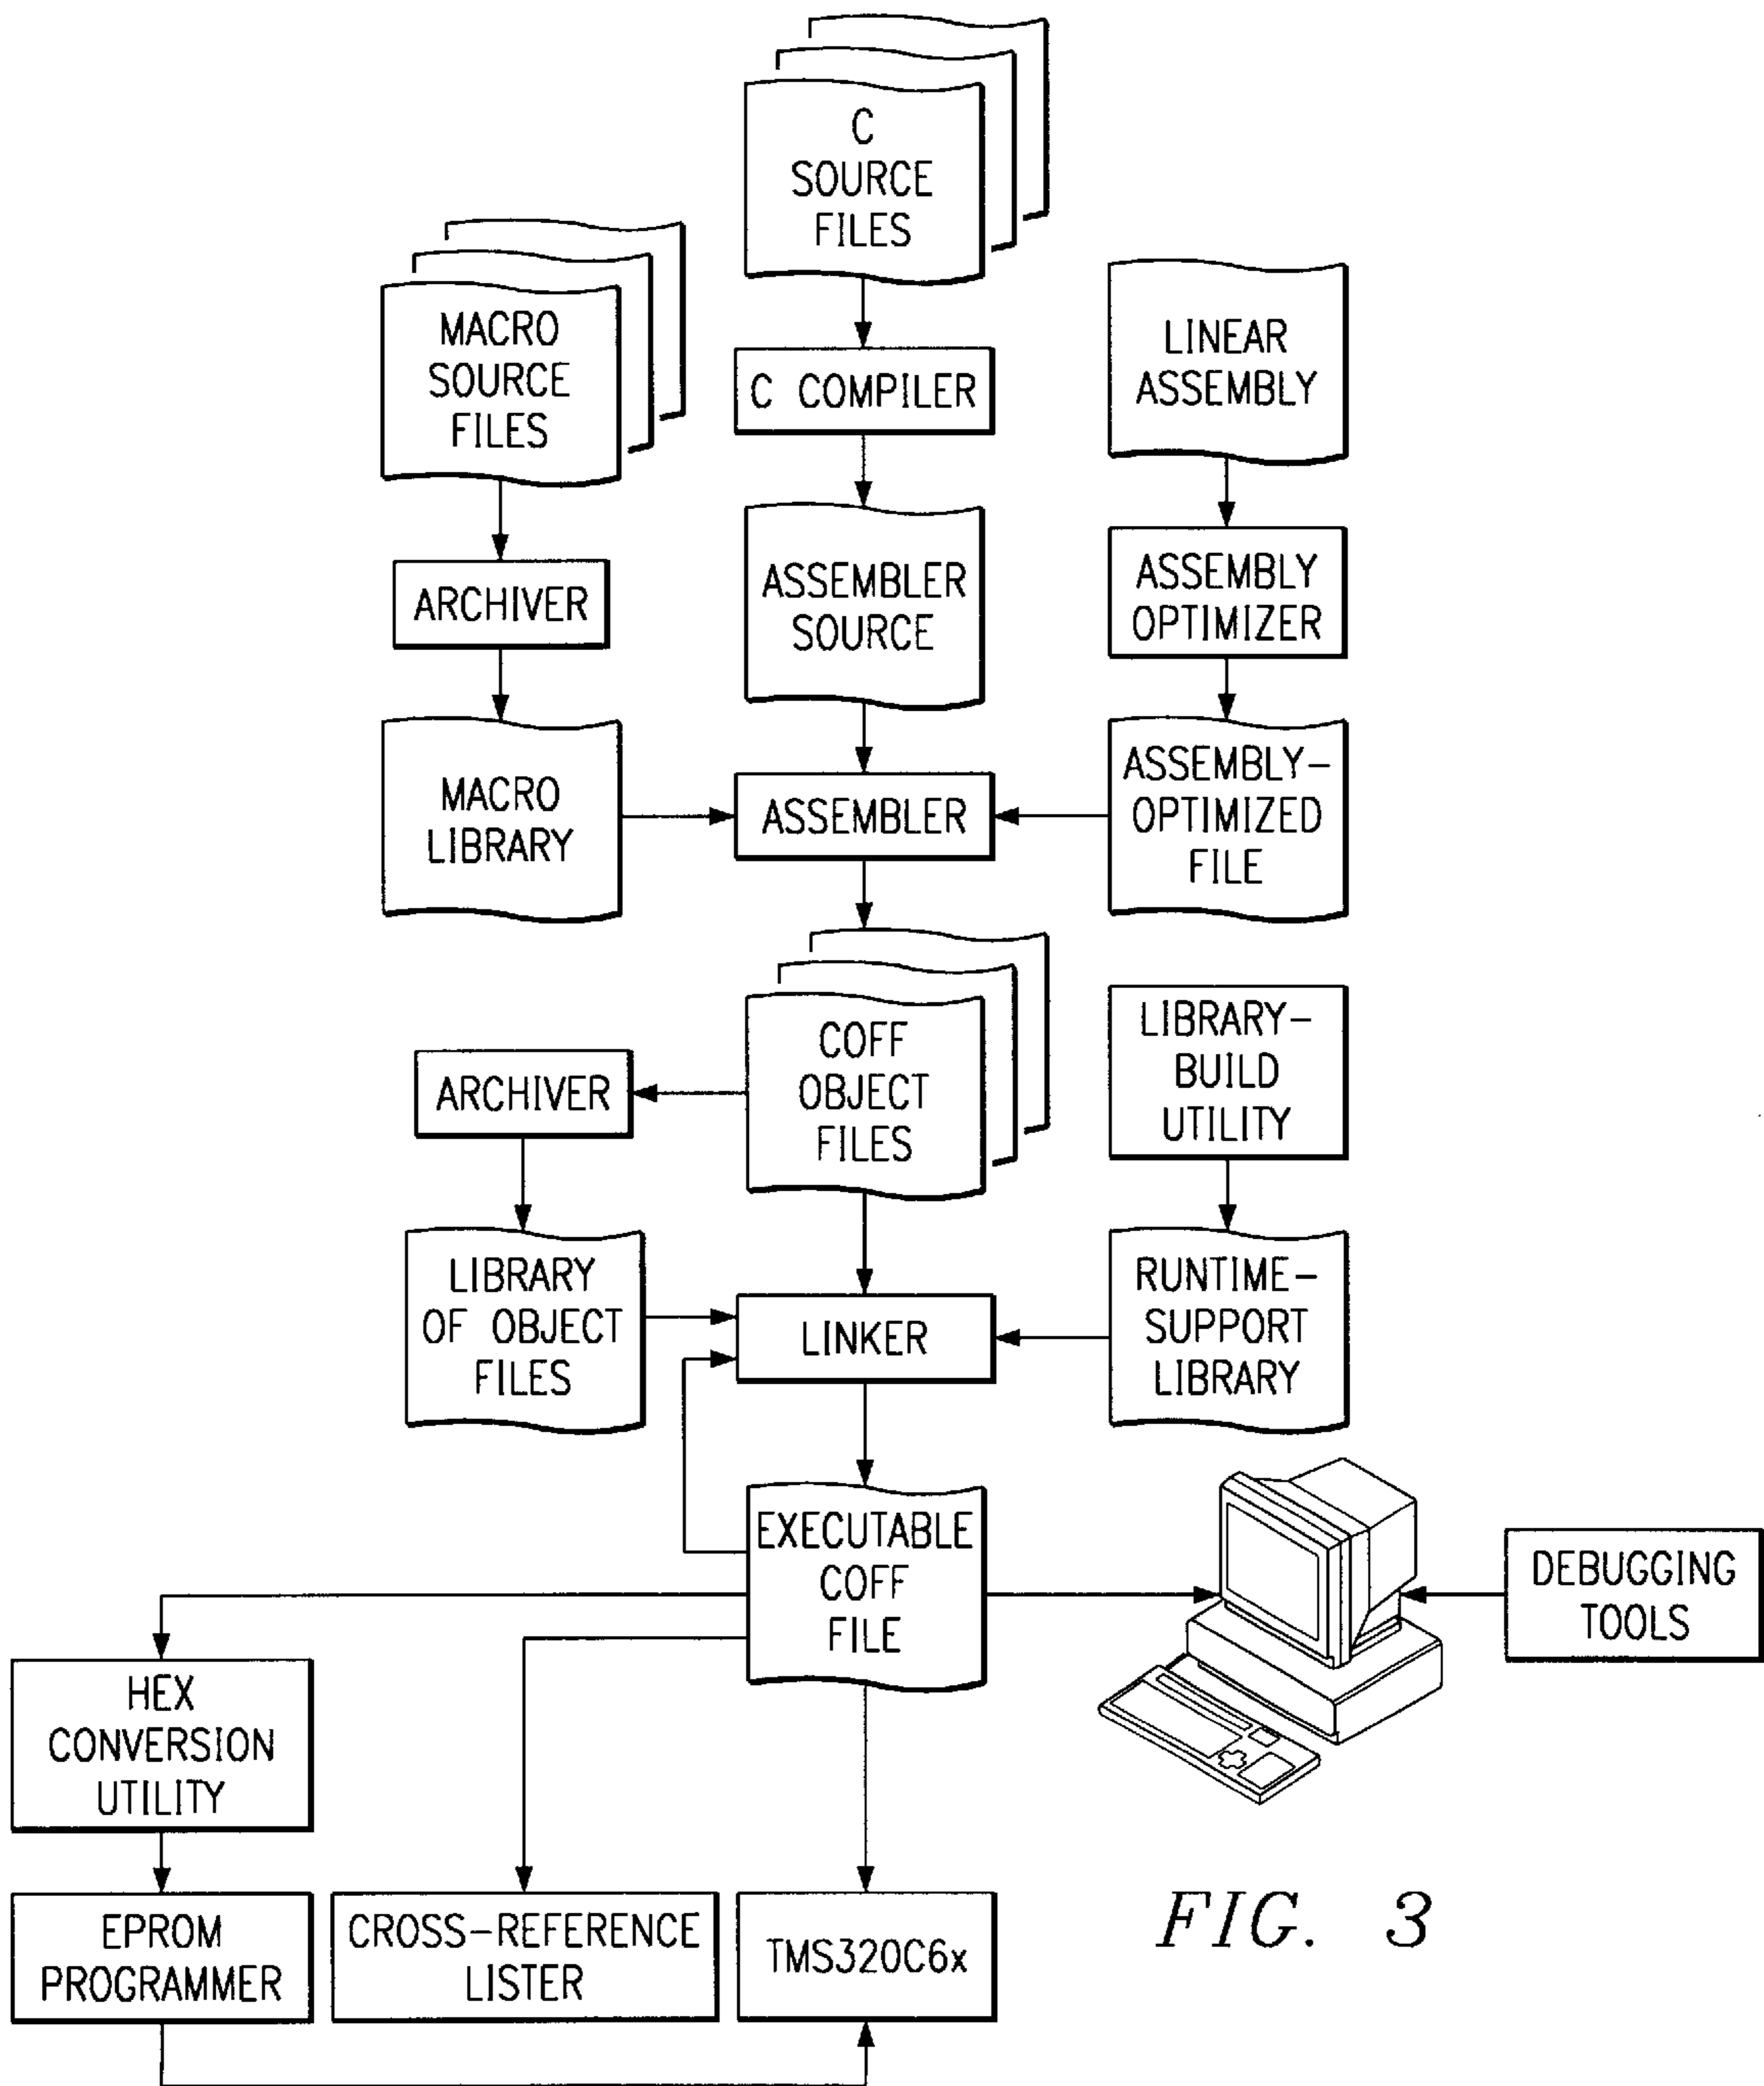 C
SOURCE
FILES
MACRO
SOURCE
FILES
C COMPILER
LINEAR
ASSEMBLY
ARCHIVER
ASSEMBLER
SOURCE
ASSEMBLY
OPTIMIZER
MACRO
LIBRARY
ASSEMBLER
ASSEMBLY-
OPTIMIZED
FILE
ARCHIVER
COFF
OBJECT
FILES
LIBRARY-
BUILD
UTILITY
LIBRARY
OF OBJECT
FILES
LINKER
RUNTIME-
SUPPORT
LIBRARY
EXECUTABLE
COFF
FILE
DEBUGGING
TOOLS
HEX
CONVERSION
UTILITY
EPROM
PROGRAMMER
CROSS-REFERENCE
LISTER
TMS320C6x
FIG. 3